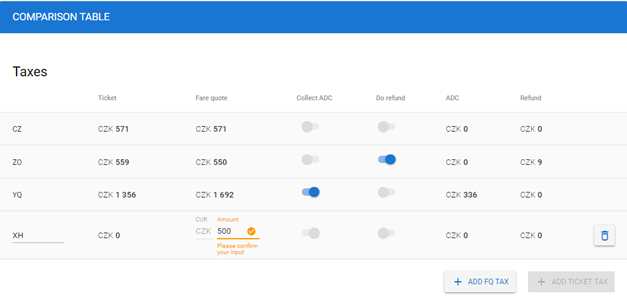 COMPARISON TABLE
Taxes
Ticket Fare quote Collect ADC Do refund ADC Refund
CZ CZK 571 CZK 571 CZK 0 CZK 0
ZO CZK 559 CZK 550 CZK 0 CZK 9
YQ CZK 1 356 CZK 1 692 CZK 336 CZK 0
CUR Amount
XH CZK 0 CZK 500 CZK 0 CZK 0
Please confirm
your input
+ ADD FQ TAX + ADD TICKET TAX